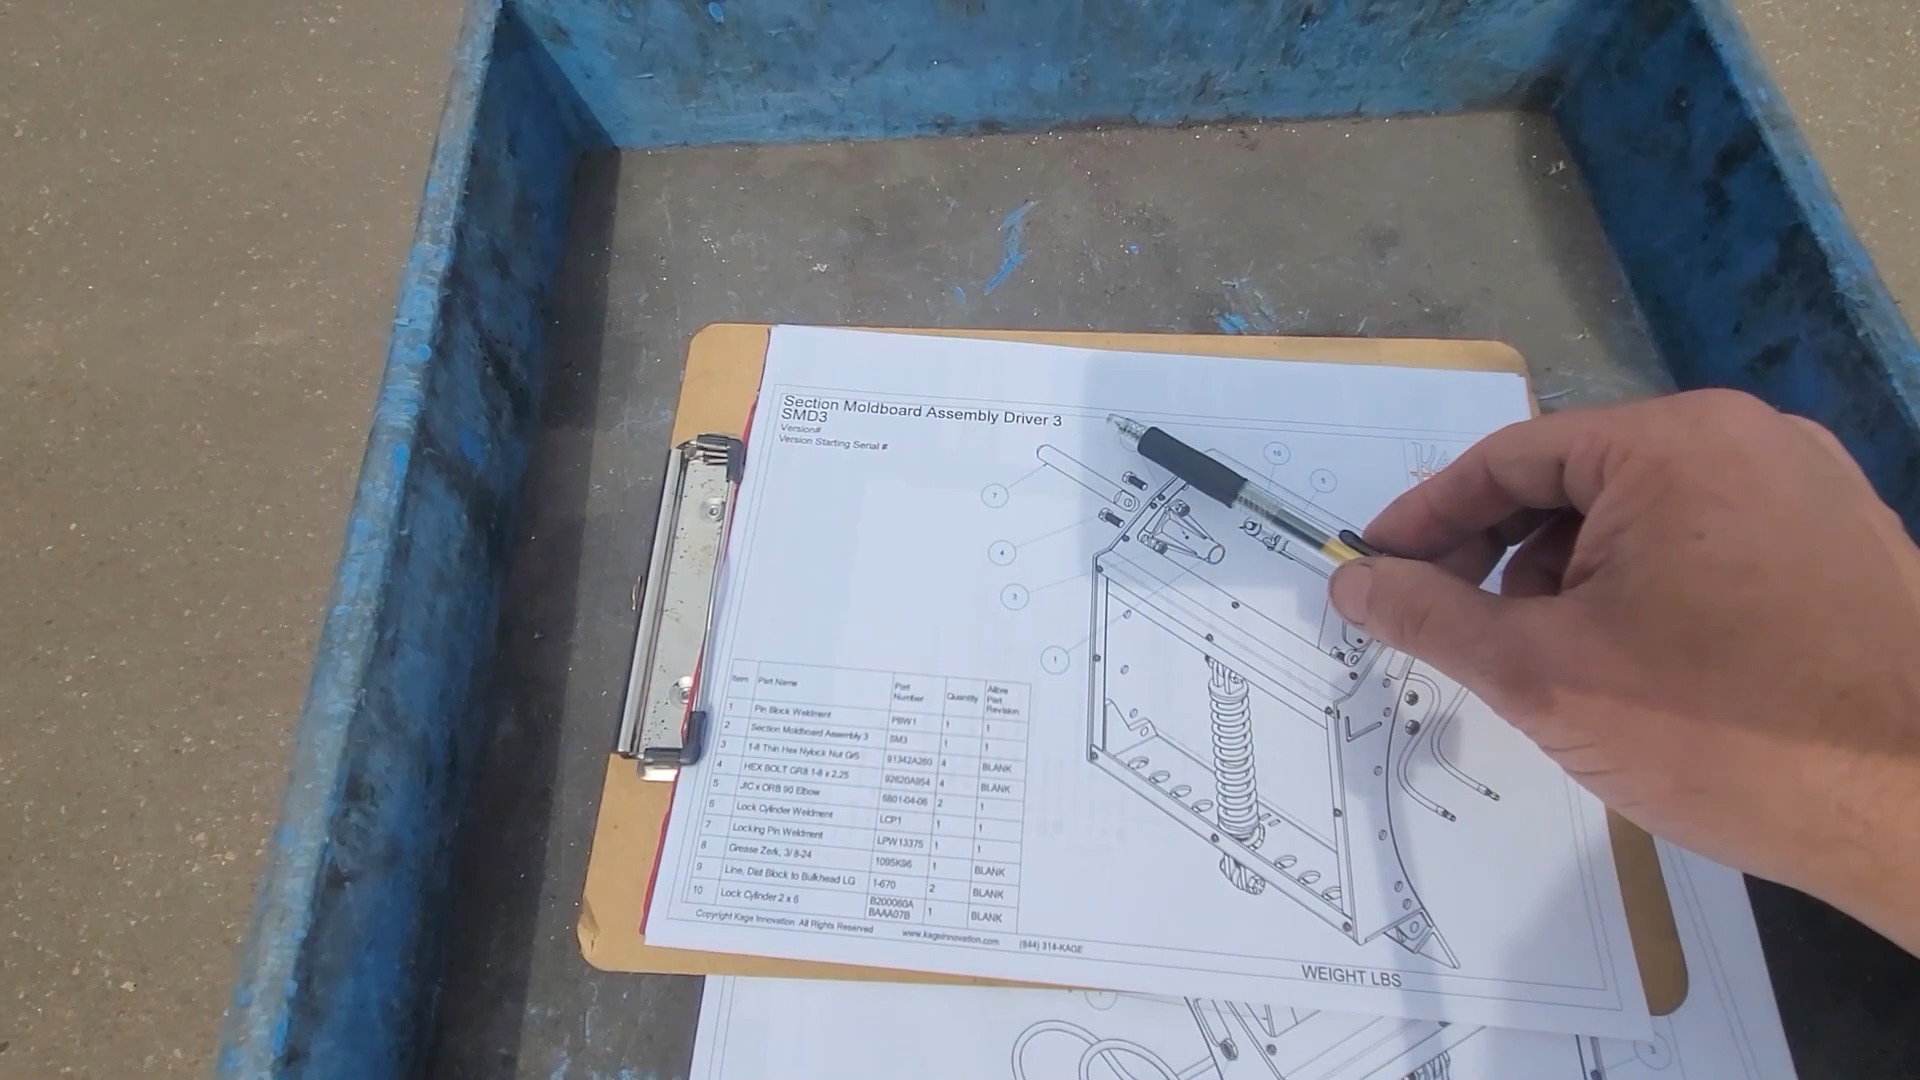 Section Moldboard Assembly Driver 3
SMD3
Version#
Version Starting Serial #
10
5
7
4
3
1
Item Part Name Part Number Quantity Alibre Part Revision
1 Pin Block Weldment PBW1 1 1
2 Section Moldboard Assembly 3 SM3 1 1
3 1-8 Thin Hex Nylock Nut Gr5 91342A260 4 BLANK
4 HEX BOLT GR8 1-8 x 2.25 92620A954 4 BLANK
5 JIC x ORB 90 Elbow 6801-04-06 2 1
6 Lock Cylinder Weldment LCP1 1 1
7 Locking Pin Weldment LPW13375 1 1
8 Grease Zerk, 3/8-24 1095K96 1 BLANK
9 Line, Dist Block to Bulkhead LG 1-670 2 BLANK
10 Lock Cylinder 2 x 6 B200060A BAAA07B 1 BLANK
Copyright Kage Innovation All Rights Reserved www.kageinnovation.com (844) 314-KAGE
WEIGHT LBS